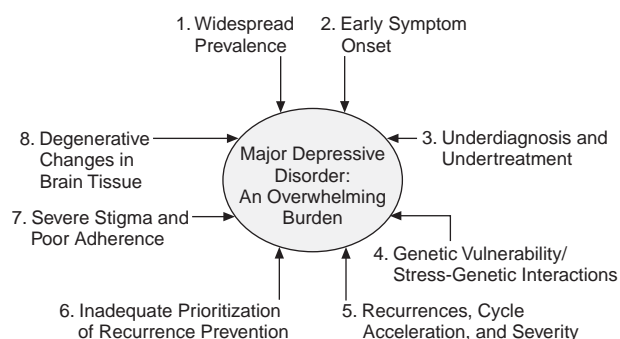 1. Widespread
Prevalence
2. Early Symptom
Onset
3. Underdiagnosis and
Undertreatment
4. Genetic Vulnerability/
Stress-Genetic Interactions
5. Recurrences, Cycle
Acceleration, and Severity
6. Inadequate Prioritization
of Recurrence Prevention
7. Severe Stigma and
Poor Adherence
8. Degenerative
Changes in
Brain Tissue
Major Depressive
Disorder:
An Overwhelming
Burden